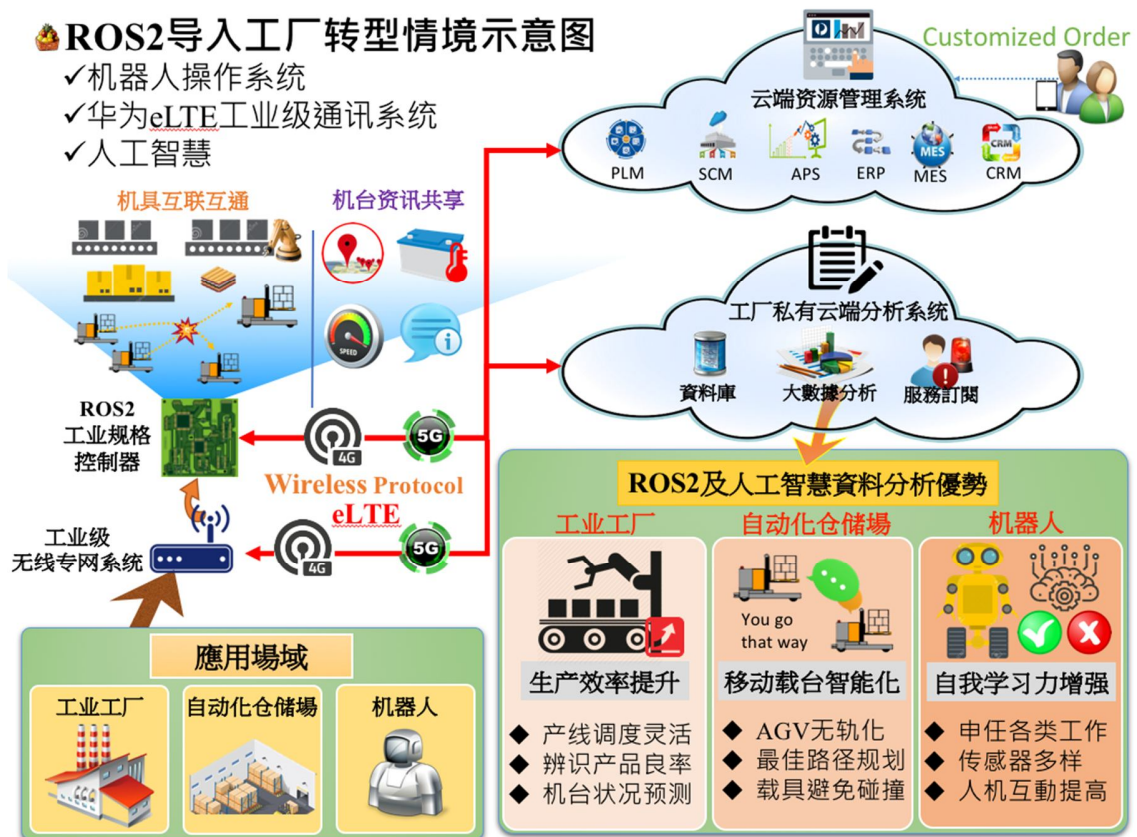 ROS2导入工厂转型情境示意图
✓机器人操作系统
✓华为eLTE工业级通讯系统
✓人工智慧
Customized Order
云端资源管理系统
PLM
SCM
APS
ERP
MES
MES
CRM
CRM
机具互联互通
机台资讯共享
SPEED
工厂私有云端分析系统
資料庫
大數據分析
服務訂閱
ROS2
工业规格
控制器
4G
5G
Wireless Protocol
eLTE
工业级
无线专网系统
4G
5G
應用場域
工业工厂
自动化仓储場
机器人
ROS2及人工智慧資料分析優勢
工业工厂
自动化仓储場
机器人
You go
that way
生产效率提升
移动载台智能化
自我学习力增强
◆ 产线调度灵活
◆ 辨识产品良率
◆ 机台状况预测
◆ AGV无轨化
◆ 最佳路径规划
◆ 载具避免碰撞
◆ 申任各类工作
◆ 传感器多样
◆ 人机互動提高